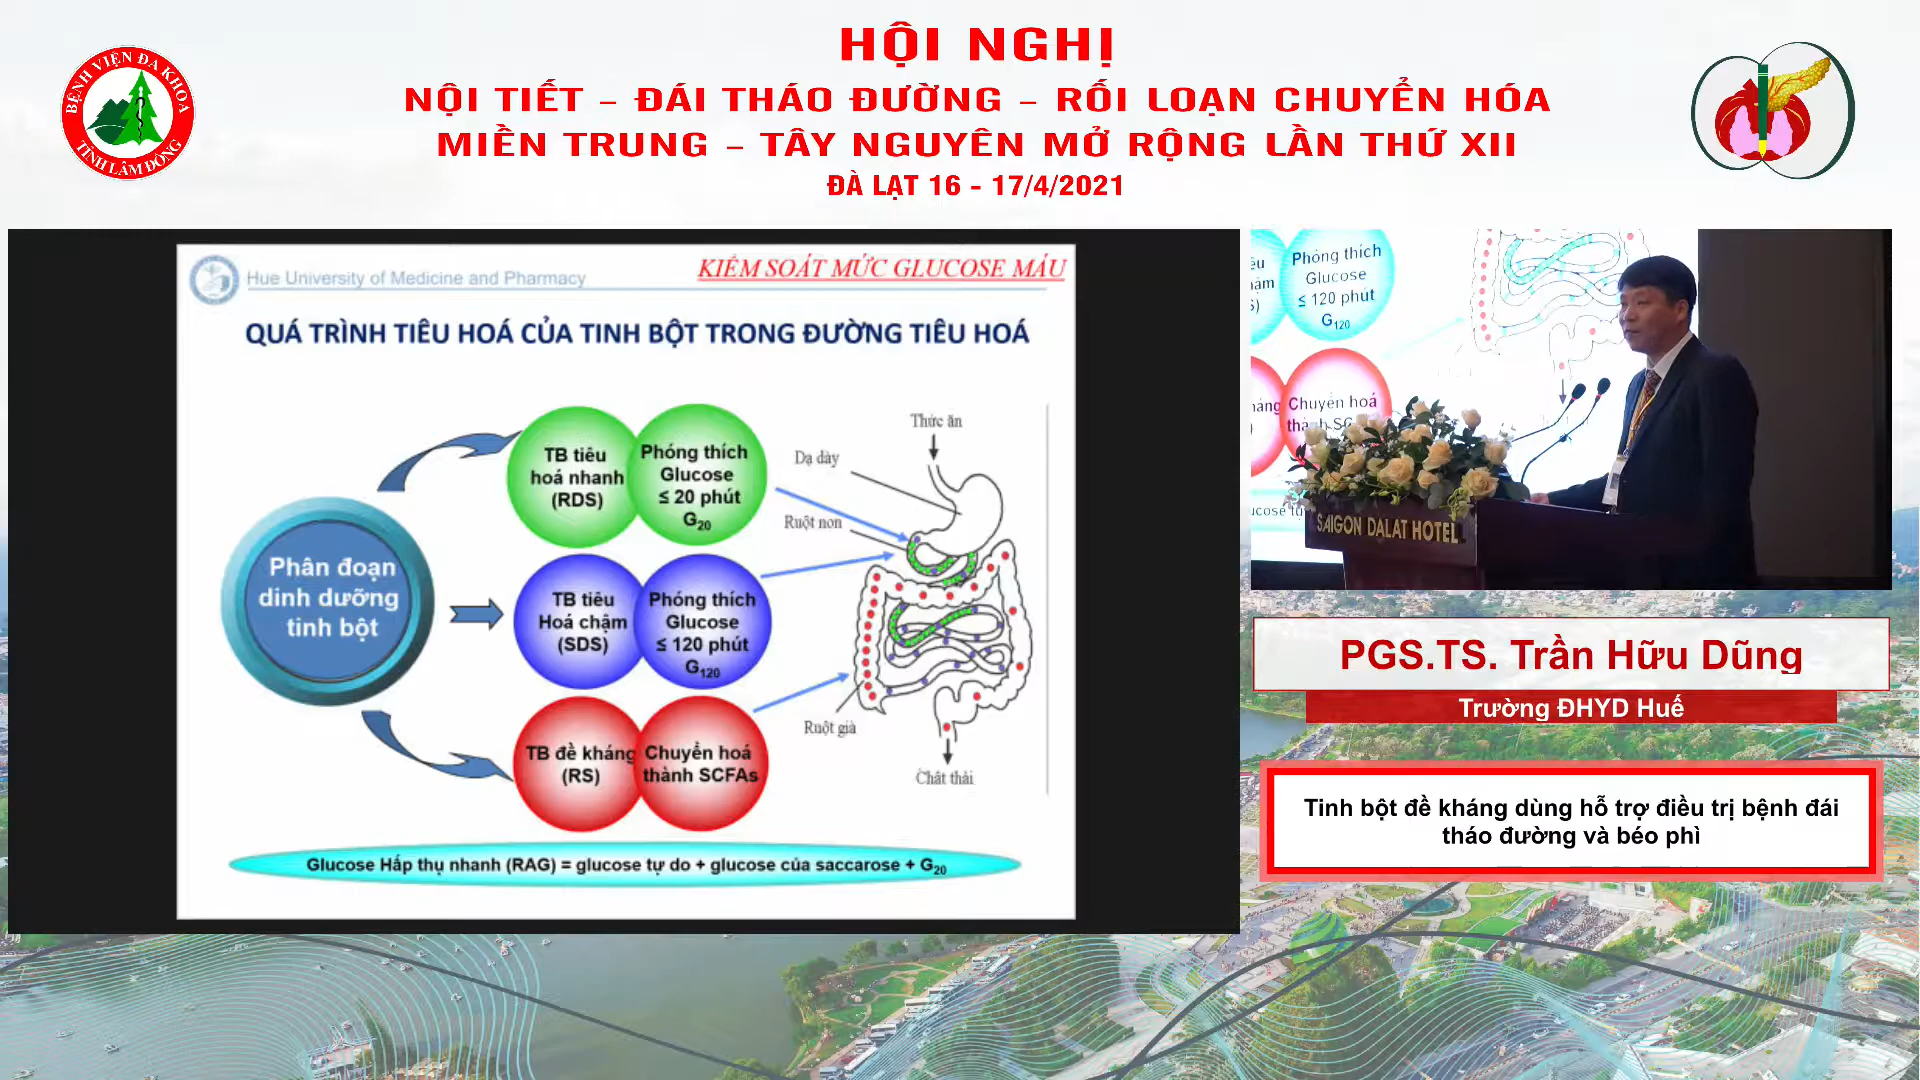 HỘI NGHỊ
NỘI TIẾT – ĐÁI THÁO ĐƯỜNG – RỐI LOẠN CHUYỂN HÓA
MIỀN TRUNG – TÂY NGUYÊN MỞ RỘNG LẦN THỨ XII
ĐÀ LẠT 16 - 17/4/2021
BỆNH VIỆN ĐA KHOA
TỈNH LÂM ĐỒNG
Hue University of Medicine and Pharmacy
KIỂM SOÁT MỨC GLUCOSE MÁU
QUÁ TRÌNH TIÊU HOÁ CỦA TINH BỘT TRONG ĐƯỜNG TIÊU HOÁ
Phân đoạn
dinh dưỡng
tinh bột
TB tiêu
hoá nhanh
(RDS)
Phóng thích
Glucose
≤ 20 phút
G20
TB tiêu
Hoá chậm
(SDS)
Phóng thích
Glucose
≤ 120 phút
G120
TB đề kháng
(RS)
Chuyển hoá
thành SCFAs
Thức ăn
Dạ dày
Ruột non
Ruột già
Chất thải
Glucose Hấp thụ nhanh (RAG) = glucose tự do + glucose của saccarose + G20
Phóng thích
Glucose
≤ 120 phút
G120
Chuyển hoá
SAIGON DALAT HOTEL
PGS.TS. Trần Hữu Dũng
Trường ĐHYD Huế
Tinh bột đề kháng dùng hỗ trợ điều trị bệnh đái
tháo đường và béo phì